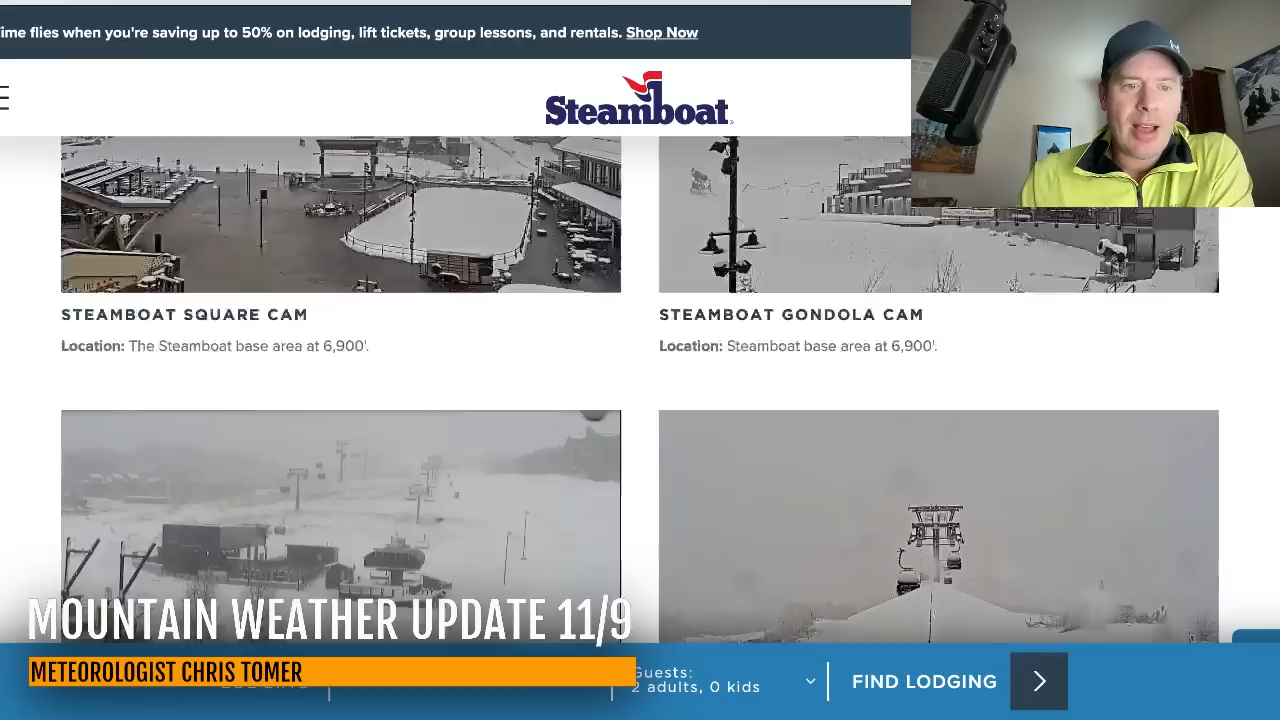 ime flies when you're saving up to 50% on lodging, lift tickets, group lessons, and rentals. Shop Now
Steamboat
STEAMBOAT SQUARE CAM
Location: The Steamboat base area at 6,900'.
STEAMBOAT GONDOLA CAM
Location: Steamboat base area at 6,900'.
MOUNTAIN WEATHER UPDATE 11/9
METEOROLOGIST CHRIS TOMER
LODGING
Guests:
2 adults, 0 kids
FIND LODGING